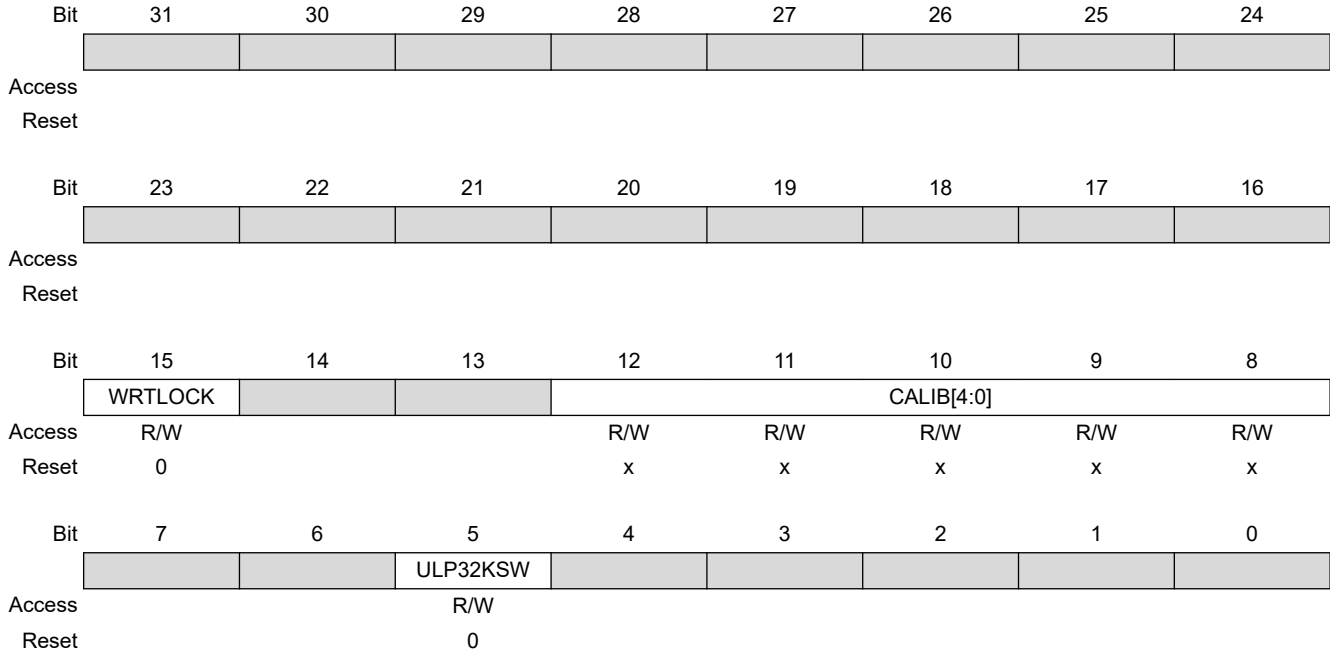 Bit 31 30 29 28 27 26 25 24
Access
Reset
Bit 23 22 21 20 19 18 17 16
Access
Reset
Bit 15 14 13 12 11 10 9 8
WRTLOCK CALIB[4:0]
Access R/W R/W R/W R/W R/W R/W
Reset 0 x x x x x
Bit 7 6 5 4 3 2 1 0
ULP32KSW
Access R/W
Reset 0